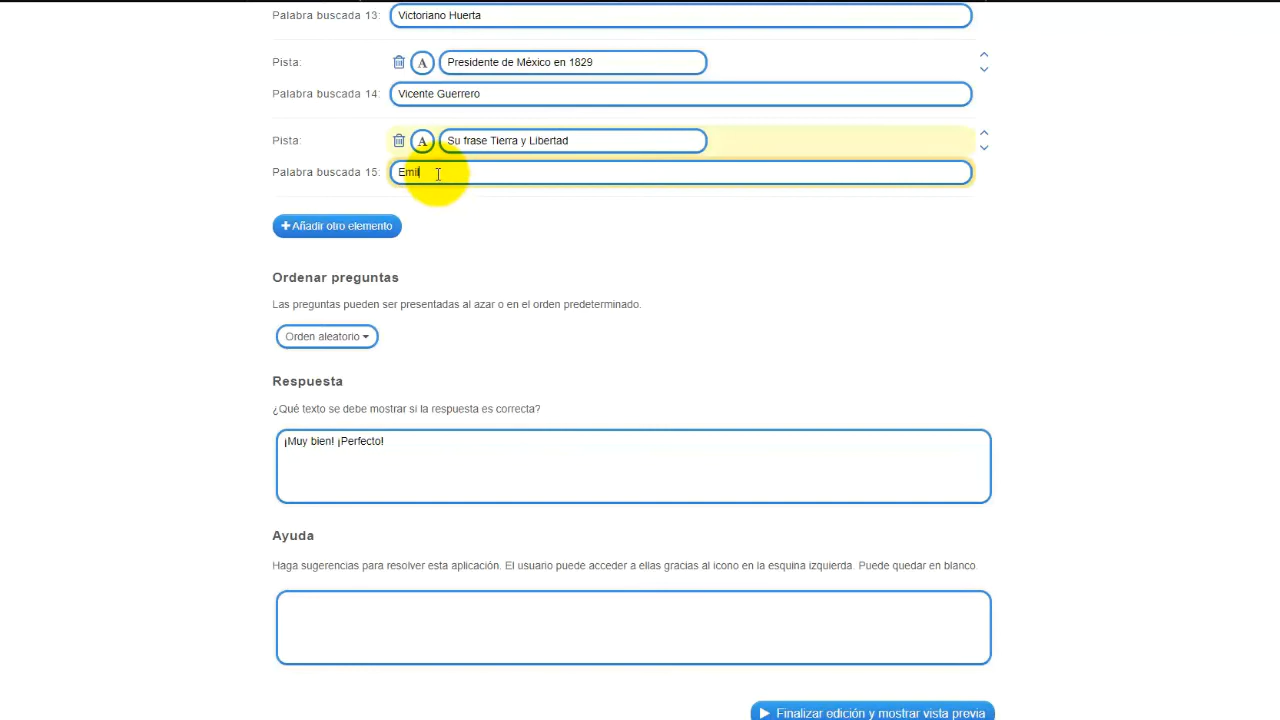 Palabra buscada 13: Victoriano Huerta
Pista: A Presidente de México en 1829
Palabra buscada 14: Vicente Guerrero
Pista: A Su frase Tierra y Libertad
Palabra buscada 15: Emil
+ Añadir otro elemento
Ordenar preguntas
Las preguntas pueden ser presentadas al azar o en el orden predeterminado.
Orden aleatorio
Respuesta
¿Qué texto se debe mostrar si la respuesta es correcta?
¡Muy bien! ¡Perfecto!
Ayuda
Haga sugerencias para resolver esta aplicación. El usuario puede acceder a ellas gracias al icono en la esquina izquierda. Puede quedar en blanco.
Finalizar edición y mostrar vista previa